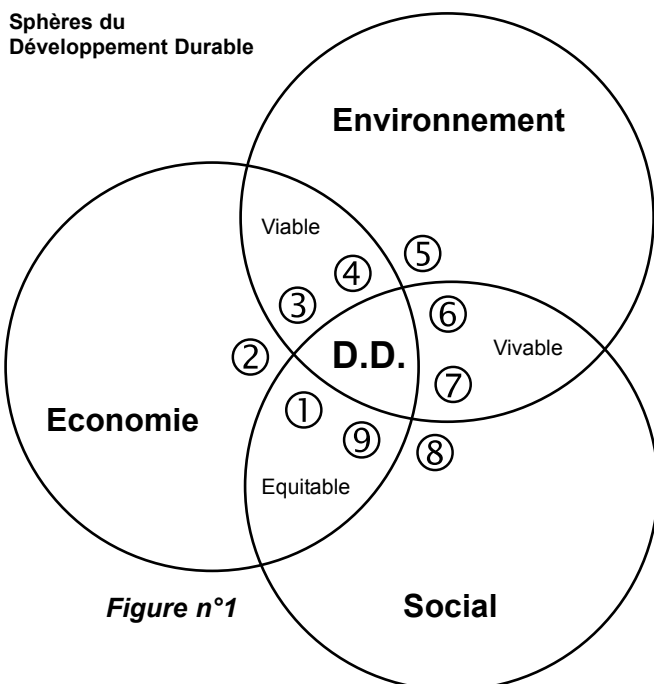 Sphères du
Développement Durable
Environnement
Viable
⑤
④
③
⑥
②
D.D.
Vivable
⑦
①
Economie
⑨
⑧
Equitable
Figure n°1
Social